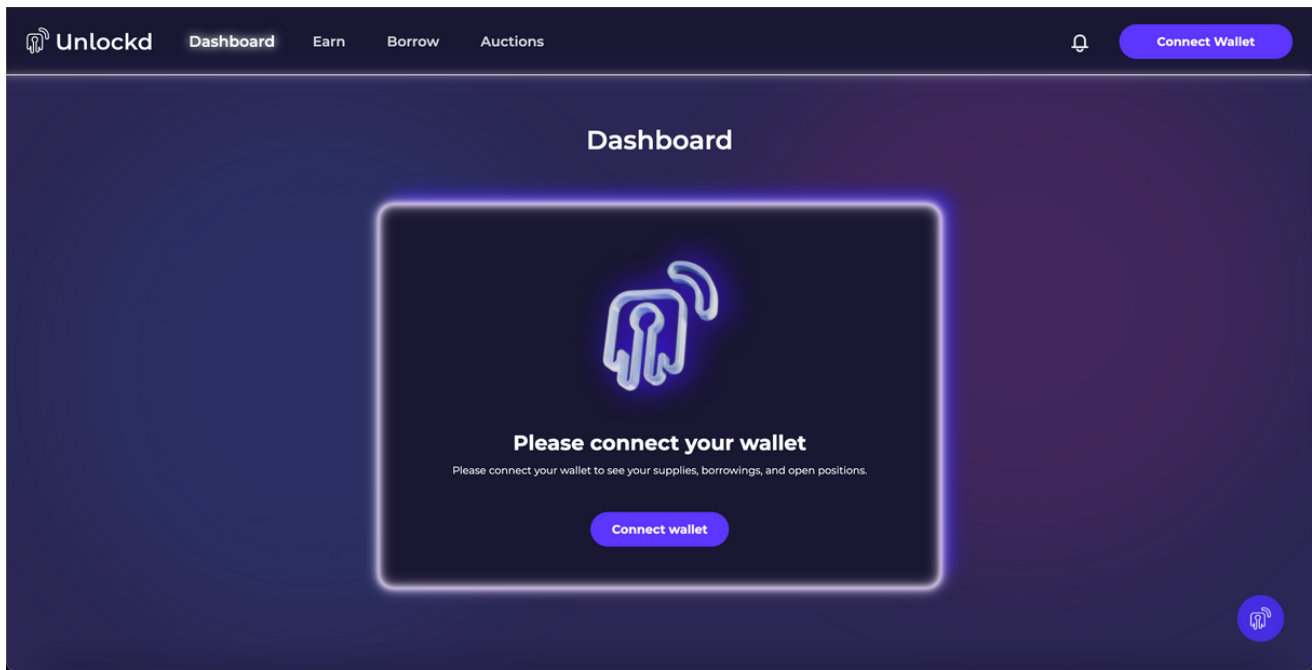 Unlockd Dashboard Earn Borrow Auctions Connect Wallet
Dashboard
Please connect your wallet
Please connect your wallet to see your supplies, borrowings, and open positions.
Connect wallet